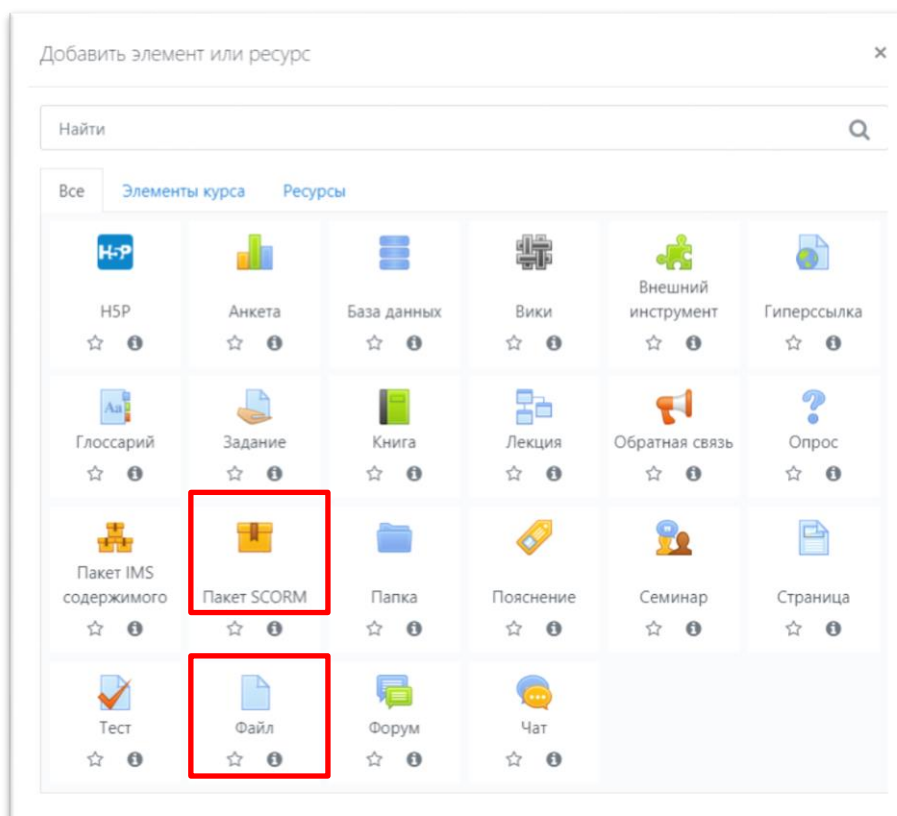 Добавить элемент или ресурс ×
Найти
Все Элементы курса Ресурсы
H5P
H5P Анкета База данных Вики Внешний инструмент Гиперссылка
Aa
Глоссарий Задание Книга Лекция Обратная связь Опрос
Пакет IMS содержимого Пакет SCORM Папка Пояснение Семинар Страница
Тест Файл Форум Чат